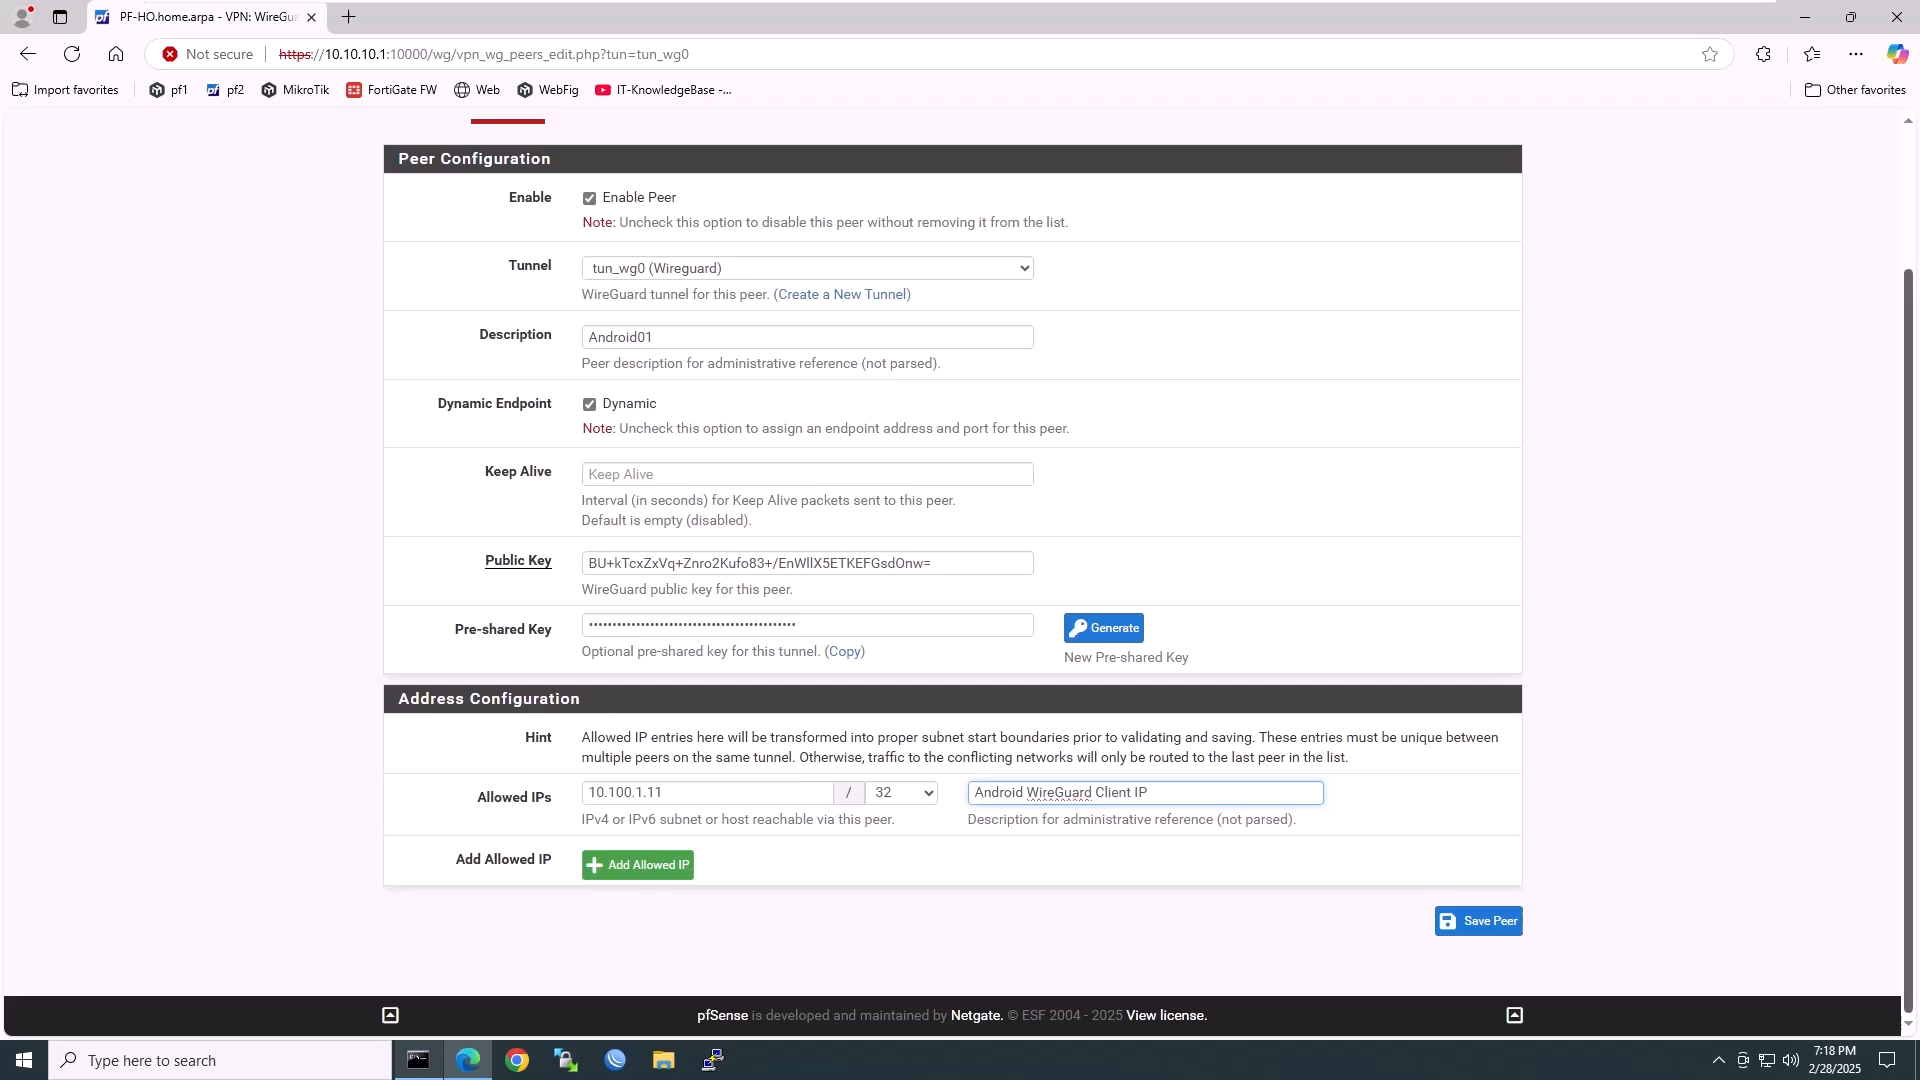 PF-HO.home.arpa - VPN: WireGua
Not secure
https://10.10.10.1:10000/wg/vpn_wg_peers_edit.php?tun=tun_wg0
Import favorites
pf1
pf2
MikroTik
FortiGate FW
Web
WebFig
IT-KnowledgeBase -...
Other favorites
Peer Configuration
Enable
Enable Peer
Note: Uncheck this option to disable this peer without removing it from the list.
Tunnel
tun_wg0 (Wireguard)
WireGuard tunnel for this peer. (Create a New Tunnel)
Description
Android01
Peer description for administrative reference (not parsed).
Dynamic Endpoint
Dynamic
Note: Uncheck this option to assign an endpoint address and port for this peer.
Keep Alive
Keep Alive
Interval (in seconds) for Keep Alive packets sent to this peer.
Default is empty (disabled).
Public Key
BU+kTcxZxVq+Znro2Kufo83+/EnWllX5ETKEFGsdOnw=
WireGuard public key for this peer.
Pre-shared Key
Generate
Optional pre-shared key for this tunnel. (Copy)
New Pre-shared Key
Address Configuration
Hint
Allowed IP entries here will be transformed into proper subnet start boundaries prior to validating and saving. These entries must be unique between
multiple peers on the same tunnel. Otherwise, traffic to the conflicting networks will only be routed to the last peer in the list.
Allowed IPs
10.100.1.11
/
32
Android WireGuard Client IP
IPv4 or IPv6 subnet or host reachable via this peer.
Description for administrative reference (not parsed).
Add Allowed IP
Add Allowed IP
Save Peer
pfSense is developed and maintained by Netgate. © ESF 2004 - 2025 View license.
Type here to search
7:18 PM
2/28/2025